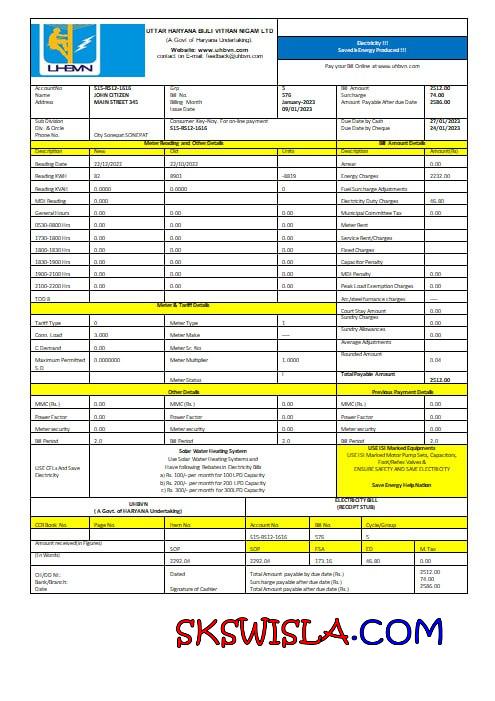 UHBVN
UTTAR HARYANA BIJLI VITRAN NIGAM LTD
(A Govt of Haryana Undertaking).
Website: www.uhbvn.com
contact on E-mail: feedback@uhbvn.com
Electricity !!!
Saved is Energy Produced !!!
Pay your Bill Online at www.uhbvn.com
AccountNo 515-RS12-1616 Grp 5 Bill Amount 2512.00
Name JOHN CITIZEN Bill No. 576 Surcharge 74.00
Address MAIN STREET 345 Billing Month January-2023 Amount Payable After due Date 2586.00
Issue Date 09/01/2023
Sub Division Consumer Key-Noy. For on-line payment Due Date by Cash 27/01/2023
Div. & Circle 515-RS12-1616 Due Date by Cheque 24/01/2023
Phone No. City Sonepat SONEPAT
Meter Reading and Other Details Bill Amount Details
Description New Old Units Description Amount(Rs)
Reading Date 22/12/2022 22/10/2022 Arrear 0.00
Reading KWH 82 8901 -8819 Energy Charges 2232.00
Reading KVAH 0.0000 0.0000 0 Fuel Surcharge Adjustments
MDI Reading 0.000 Electricity Duty Charges 46.80
General Hours 0.00 0.00 0.00 Municipal Committee Tax 0.00
0530-0800 Hrs 0.00 0.00 0.00 Meter Rent
1730-1800 Hrs 0.00 0.00 0.00 Service Rent/Charges
1800-1830 Hrs 0.00 0.00 0.00 Fixed Charges
1830-1900 Hrs 0.00 0.00 0.00 Capacitor Penalty
1900-2100 Hrs 0.00 0.00 0.00 MDI Penalty 0.00
2100-2200 Hrs 0.00 0.00 0.00 Peak Load Exemption Charges 0.00
TOD 8 Arc/steel furnance charges ----
Meter & Tariff Details Court Stay Amount 0.00
Sundry Charges 0.00
Tariff Type 0 Meter Type 1
Sundry Allowances 0.00
Conn. Load 3.000 Meter Make ----
Average Adjustments
C.Demand 0.00 Meter Sr. No
Rounded Amount 0.04
Maximum Permitted S.D 0.0000000 Meter Multiplier 1.0000
Meter Status I Total Payable Amount 2512.00
Other Details Previous Payment Details
MMC (Rs.) 0.00 MMC (Rs.) 0.00 MMC (Rs.) 0.00
Power Factor 0.00 Power Factor 0.00 Power Factor 0.00
Meter security 0.00 Meter security 0.00 Meter security 0.00
Bill Period 2.0 Bill Period 2.0 Bill Period 2.0
USE CFLs And Save
Electricity
Solar Water Heating System
Use Solar Water Heating Systems and
Have following Rebates in Electricity Bills
a) Rs. 100/- per month for 100 LPD Capacity
b) Rs. 200/- per month for 200 LPD Capacity
c) Rs. 300/- per month for 300LPD Capacity
USE ISI Marked Equipments
USE ISI Marked Motor Pump Sets, Capacitors,
Foot/Reflex Valves &
ENSURE SAFETY AND SAVE ELECTRICITY
Save Energy Help Nation
UHBVN
( A Govt. of HARYANA Undertaking)
ELECTRICITY BILL
(RECEIPT STUB)
CCR Book No. Page No. Item No Account No. Bill No. Cycle/Group
515-RS12-1616 576 5
Amount received(in Figures) SOP SOP FSA ED M. Tax
(In Words) 2292.04 2292.04 173.16 46.80 0.00
CH/DD Nr. Dated Total Amount payable by due date (Rs.) 2512.00
Bank/Branch: Surcharge payable after due date (Rs.) 74.00
Date Signature of Cashier Total Amount payable after due date (Rs.) 2586.00
SKSWISLA.COM